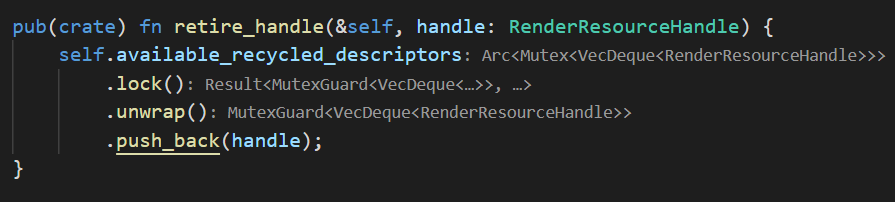 pub(crate) fn retire_handle(&self, handle: RenderResourceHandle) {
    self.available_recycled_descriptors: Arc<Mutex<VecDeque<RenderResourceHandle>>>
        .lock(): Result<MutexGuard<VecDeque<…>>, …>
        .unwrap(): MutexGuard<VecDeque<RenderResourceHandle>>
        .push_back(handle);
}